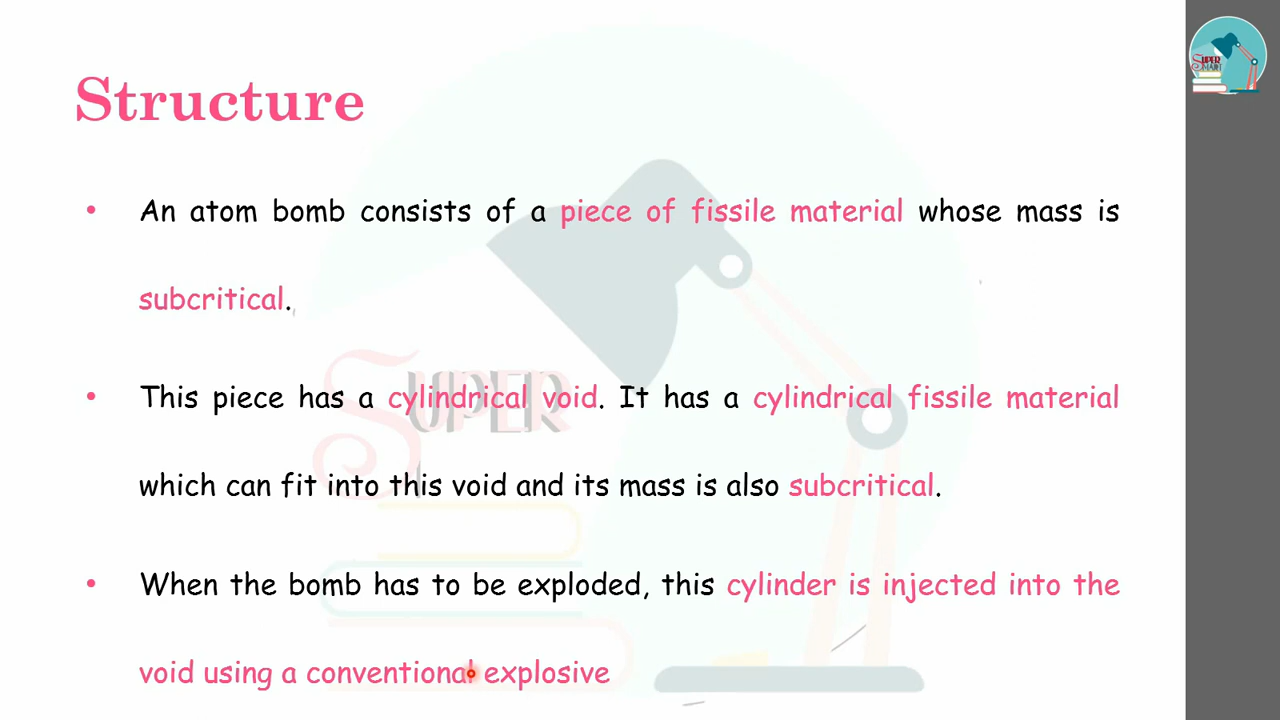 Structure
• An atom bomb consists of a piece of fissile material whose mass is
subcritical.
• This piece has a cylindrical void. It has a cylindrical fissile material
which can fit into this void and its mass is also subcritical.
• When the bomb has to be exploded, this cylinder is injected into the
void using a conventional explosive
SUPER
SUPER
SMART